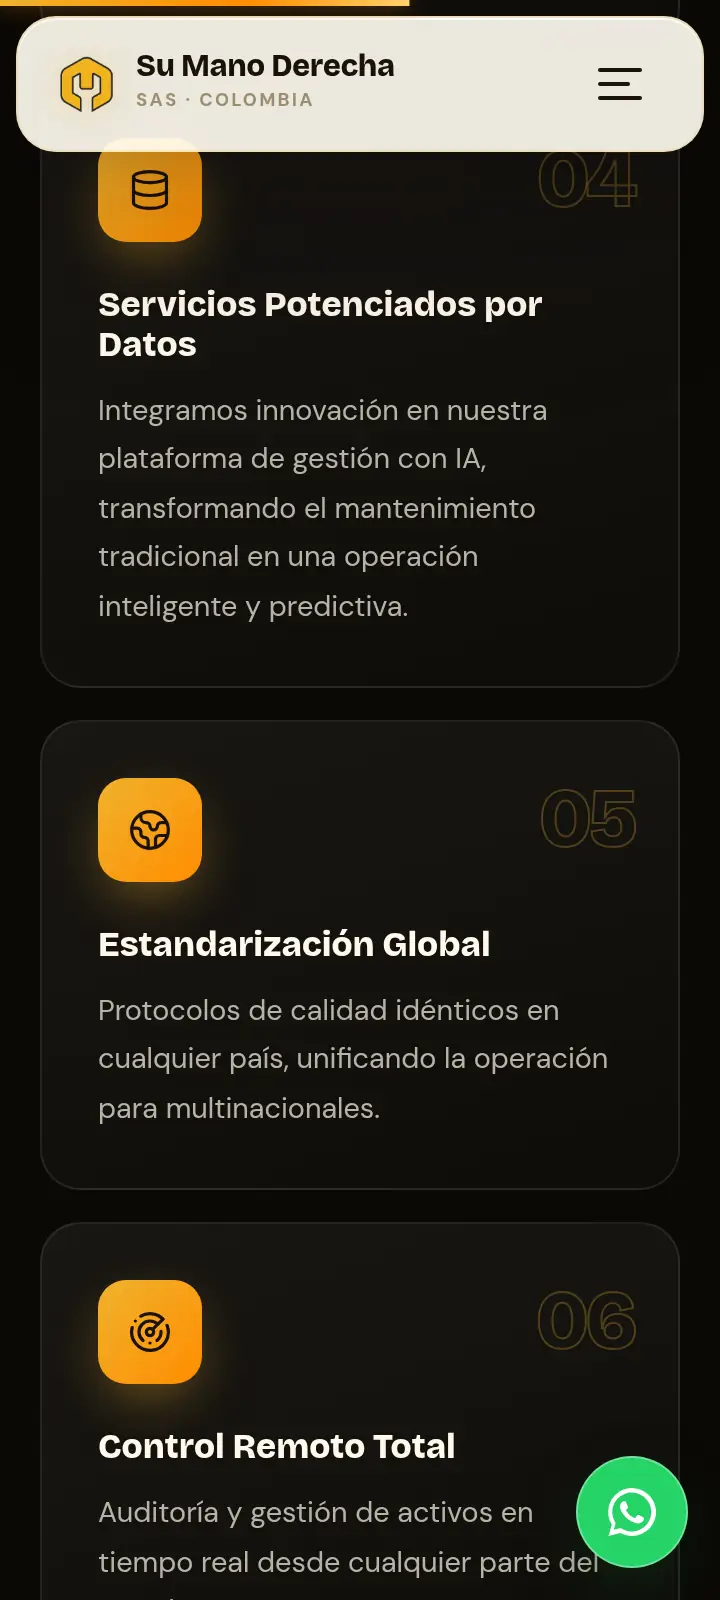 Su Mano Derecha
SAS · COLOMBIA
04
Servicios Potenciados por
Datos
Integramos innovación en nuestra
plataforma de gestión con IA,
transformando el mantenimiento
tradicional en una operación
inteligente y predictiva.
05
Estandarización Global
Protocolos de calidad idénticos en
cualquier país, unificando la operación
para multinacionales.
06
Control Remoto Total
Auditoría y gestión de activos en
tiempo real desde cualquier parte del